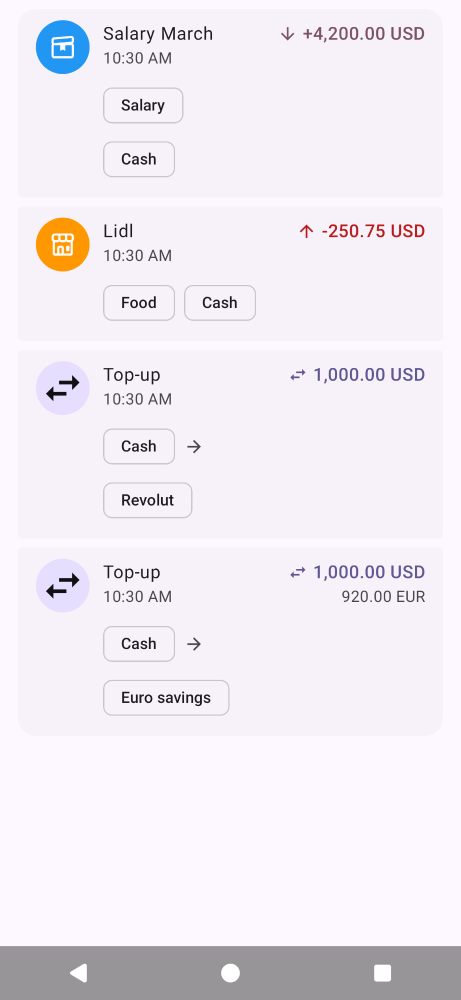 Salary March +4,200.00 USD
10:30 AM
Salary
Cash
Lidl -250.75 USD
10:30 AM
Food Cash
Top-up 1,000.00 USD
10:30 AM
Cash
Revolut
Top-up 1,000.00 USD
10:30 AM 920.00 EUR
Cash
Euro savings